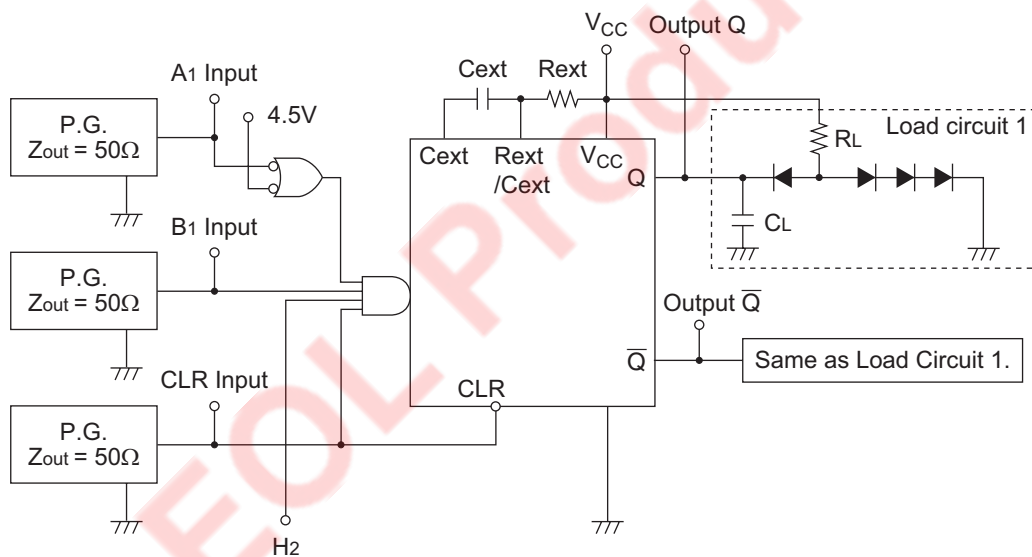 VCC
Output Q
A1 Input
Cext
Rext
4.5V
P.G.
Zout = 50Ω
Load circuit 1
RL
Cext
Rext
/Cext
VCC
Q
CL
B1 Input
P.G.
Zout = 50Ω
Output Q̅
Q̅
Same as Load Circuit 1.
CLR Input
CLR
P.G.
Zout = 50Ω
H2
EOL Produ